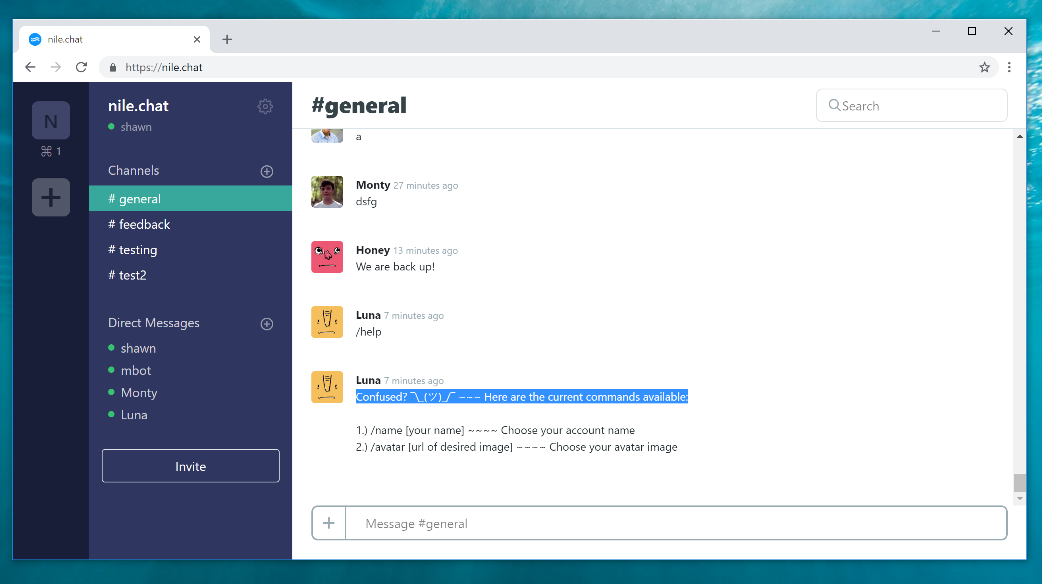 nile.chat
https://nile.chat
N
⌘ 1
nile.chat
shawn
Channels
# general
# feedback
# testing
# test2
Direct Messages
shawn
mbot
Monty
Luna
Invite
#general
Search
a
Monty 27 minutes ago
dsfg
Honey 13 minutes ago
We are back up!
Luna 7 minutes ago
/help
Luna 7 minutes ago
Confused? ¯\_(ツ)_/¯ ~~~ Here are the current commands available:
1.) /name [your name] ~~~~ Choose your account name
2.) /avatar [url of desired image] ~~~~ Choose your avatar image
Message #general